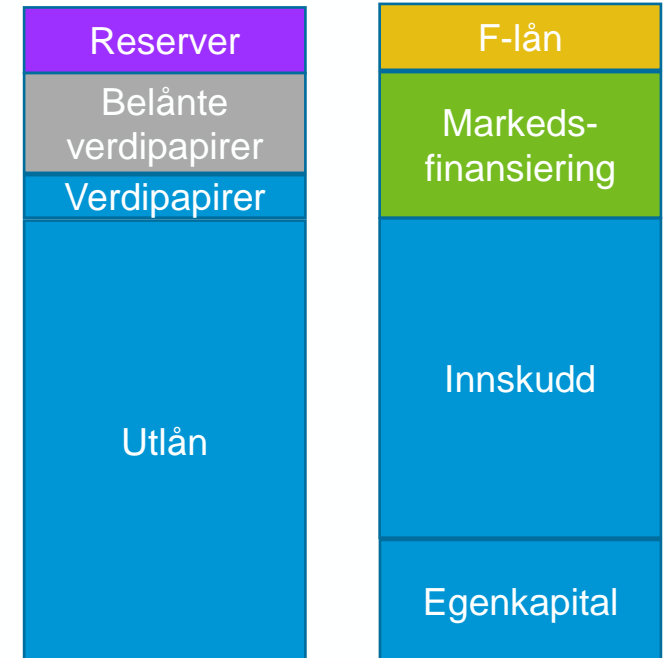 Reserver
Belånte
verdipapirer
Verdipapirer
Utlån
F-lån
Markeds-
finansiering
Innskudd
Egenkapital